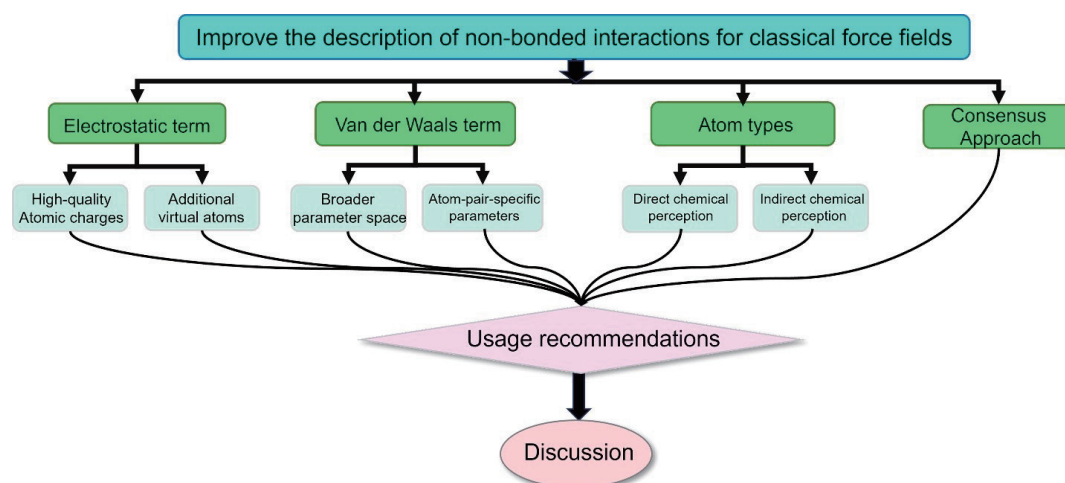 Improve the description of non-bonded interactions for classical force fields
Electrostatic term
Van der Waals term
Atom types
Consensus
Approach
High-quality
Atomic charges
Additional
virtual atoms
Broader
parameter space
Atom-pair-specific
parameters
Direct chemical
perception
Indirect chemical
perception
Usage recommendations
Discussion